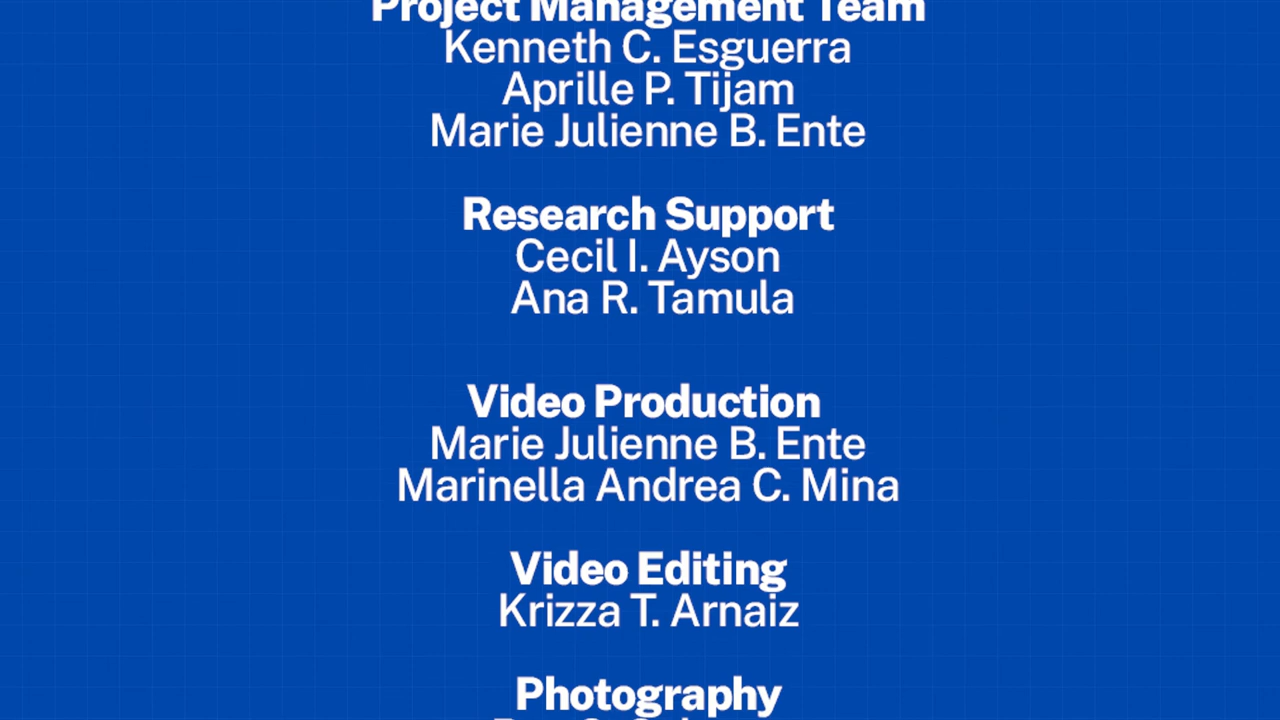 Project Management Team
Kenneth C. Esguerra
Aprille P. Tijam
Marie Julienne B. Ente
Research Support
Cecil I. Ayson
Ana R. Tamula
Video Production
Marie Julienne B. Ente
Marinella Andrea C. Mina
Video Editing
Krizza T. Arnaiz
Photography